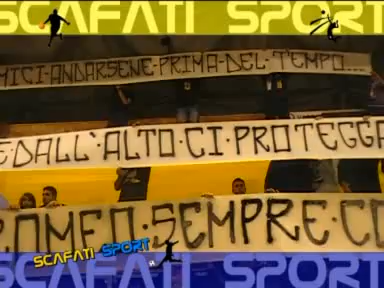 SCAFATI SPORT
MICI·ANDARSENE·PRIMA·DEL·TEMPO...
E·DALL'ALTO·CI·PROTEGGA
ROMEO·SEMPRE·CO
SCAFATI SPORT
SCAFATI SPORT